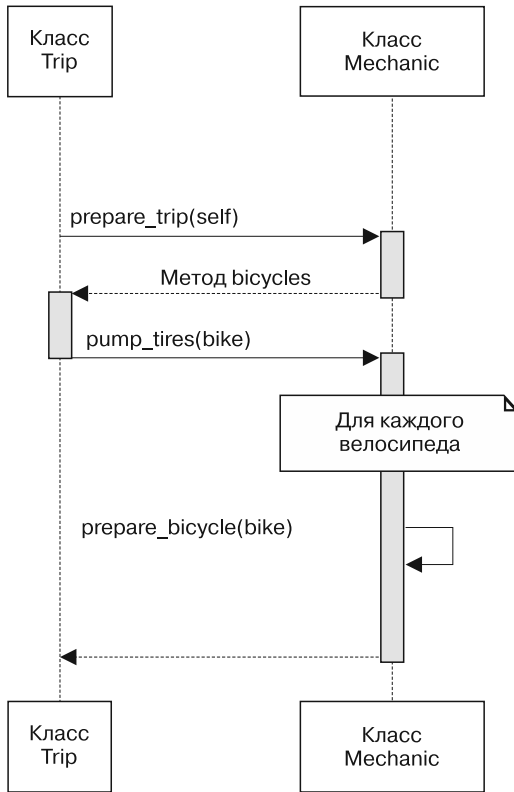 Класс
Trip
Класс
Mechanic
prepare_trip(self)
Метод bicycles
pump_tires(bike)
Для каждого
велосипеда
prepare_bicycle(bike)
Класс
Trip
Класс
Mechanic